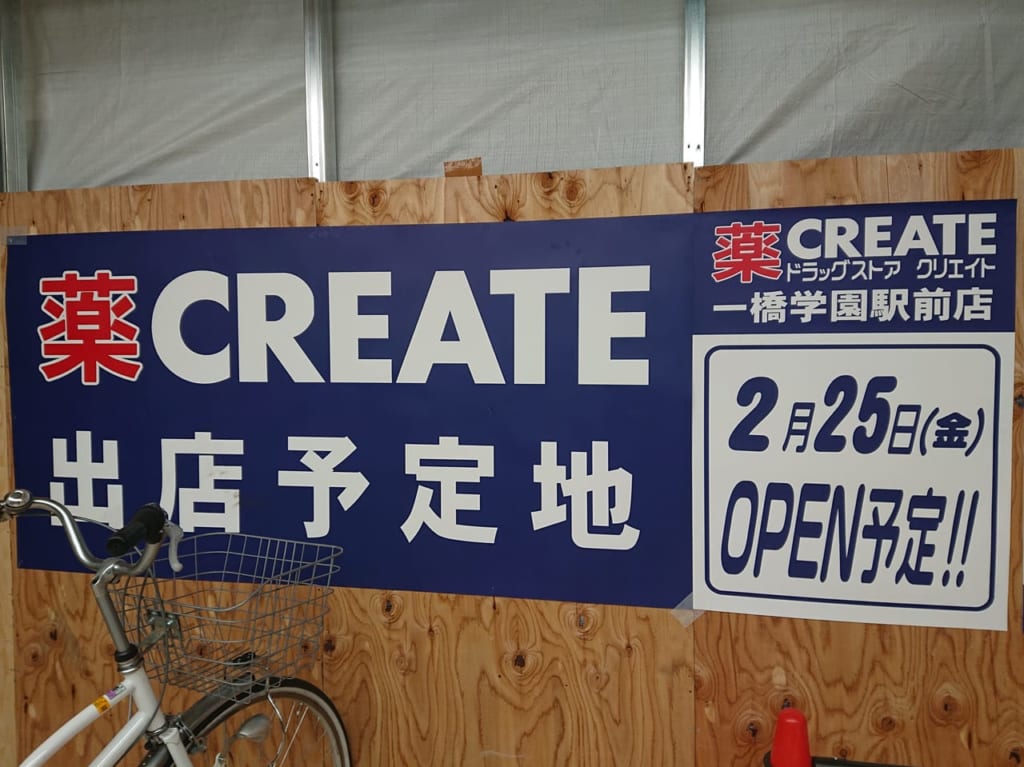 薬CREATE
出店予定地
薬CREATE
ドラッグストア クリエイト
一橋学園駅前店
2月25日(金)
OPEN予定!!